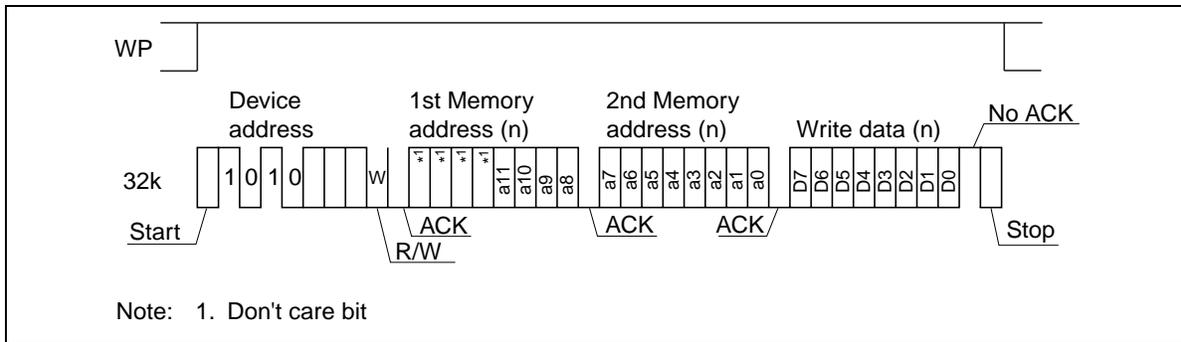 WP
Device address
1st Memory address (n)
2nd Memory address (n)
Write data (n)
No ACK
32k
1 0 1 0
W
*1 *1 *1 *1 a11 a10 a9 a8
a7 a6 a5 a4 a3 a2 a1 a0
D7 D6 D5 D4 D3 D2 D1 D0
Start
R/W
ACK
ACK
ACK
Stop
Note: 1. Don't care bit